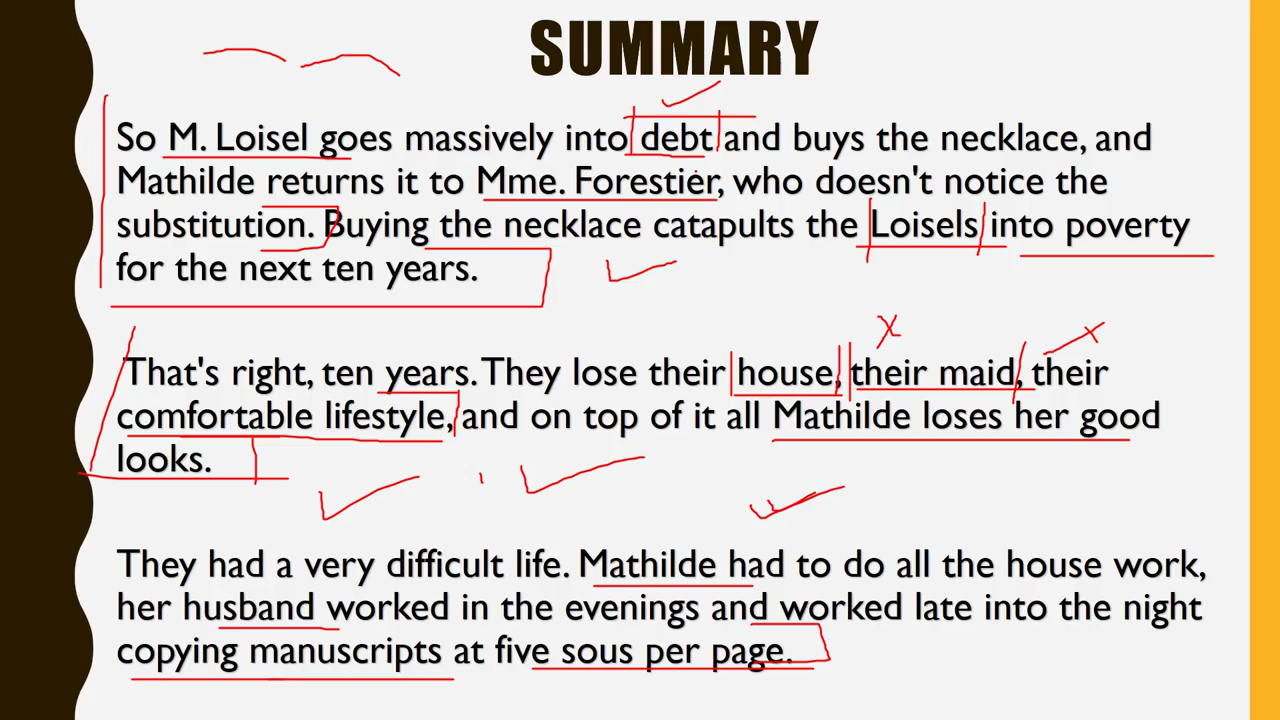 SUMMARY
So M. Loisel goes massively into debt and buys the necklace, and
Mathilde returns it to Mme. Forestier, who doesn't notice the
substitution. Buying the necklace catapults the Loisels into poverty
for the next ten years.
That's right, ten years. They lose their house, their maid, their
comfortable lifestyle, and on top of it all Mathilde loses her good
looks.
They had a very difficult life. Mathilde had to do all the house work,
her husband worked in the evenings and worked late into the night
copying manuscripts at five sous per page.